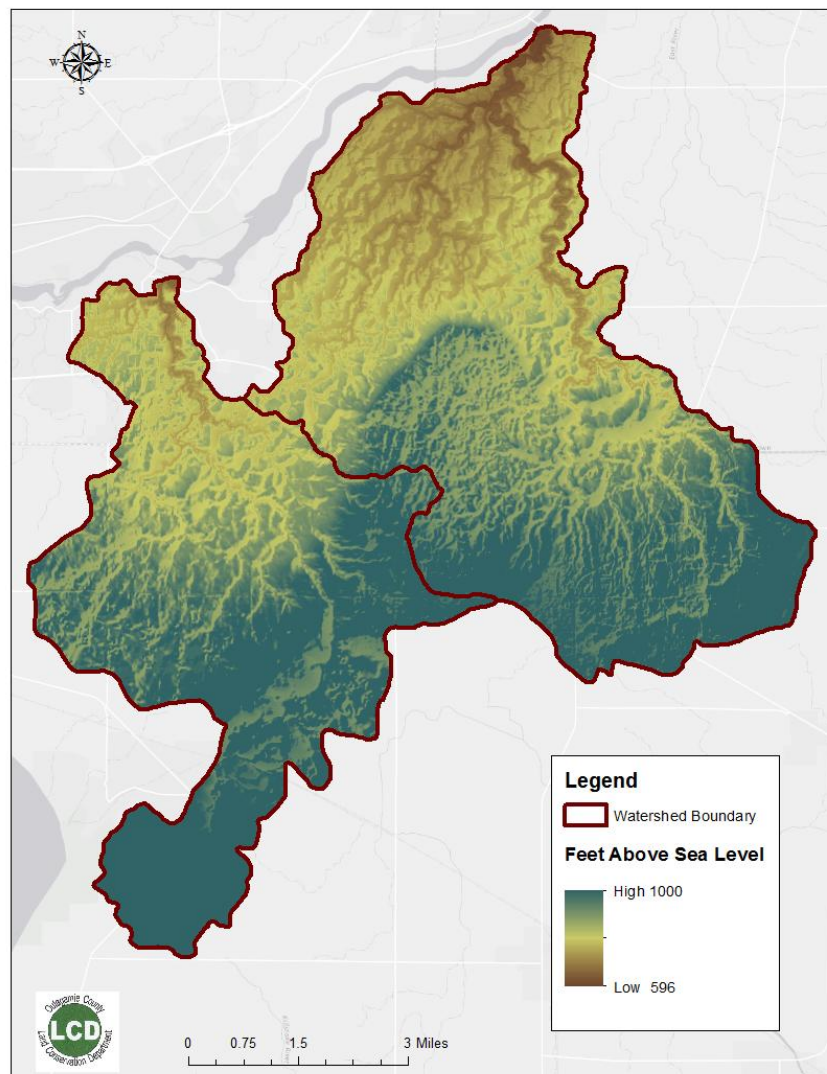 N
W E
S
Legend
Watershed Boundary
Feet Above Sea Level
High 1000
Low 596
Outagamie County
LCD
Land Conservation Department
0 0.75 1.5 3 Miles